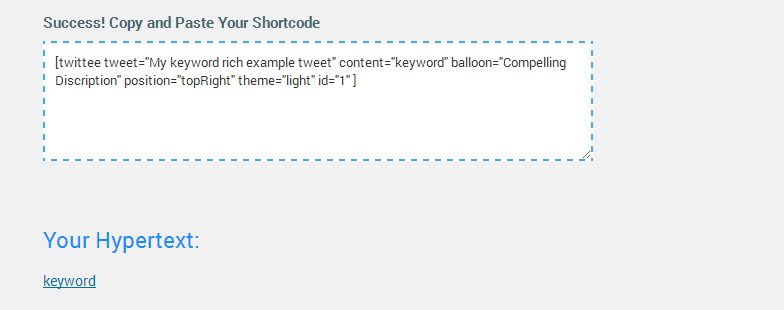 Success! Copy and Paste Your Shortcode
[twittee tweet="My keyword rich example tweet" content="keyword" balloon="Compelling
Discription" position="topRight" theme="light" id="1" ]
Your Hypertext:
keyword